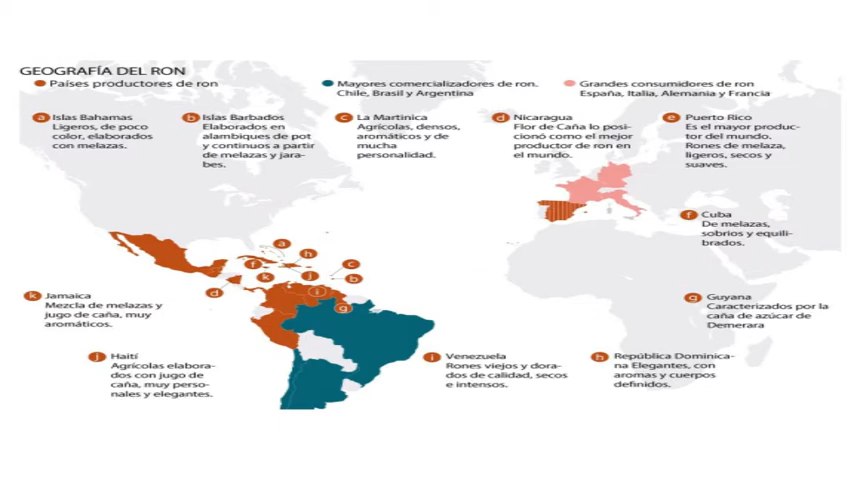 GEOGRAFÍA DEL RON
Países productores de ron
Mayores comercializadores de ron.
Chile, Brasil y Argentina
Grandes consumidores de ron
España, Italia, Alemania y Francia
a Islas Bahamas
Ligeros, de poco
color, elaborados
con melazas.
b Islas Barbados
Elaborados en
alambiques de pot
y continuos a partir
de melazas y jara-
bes.
c La Martinica
Agrícolas, densos,
aromáticos y de
mucha
personalidad.
d Nicaragua
Flor de Caña lo posi-
cionó como el mejor
productor de ron en
el mundo.
e Puerto Rico
Es el mayor produc-
tor del mundo.
Rones de melaza,
ligeros, secos y
suaves.
f Cuba
De melazas,
sobrios y equili-
brados.
a
h
f
c
k
j
b
d
i
g
k Jamaica
Mezcla de melazas y
jugo de caña, muy
aromáticos.
g Guyana
Caracterizados por la
caña de azúcar de
Demerara
j Haití
Agrícolas elabora-
dos con jugo de
caña, muy perso-
nales y elegantes.
i Venezuela
Rones viejos y dora-
dos de calidad, secos
e intensos.
h República Dominica-
na Elegantes, con
aromas y cuerpos
definidos.